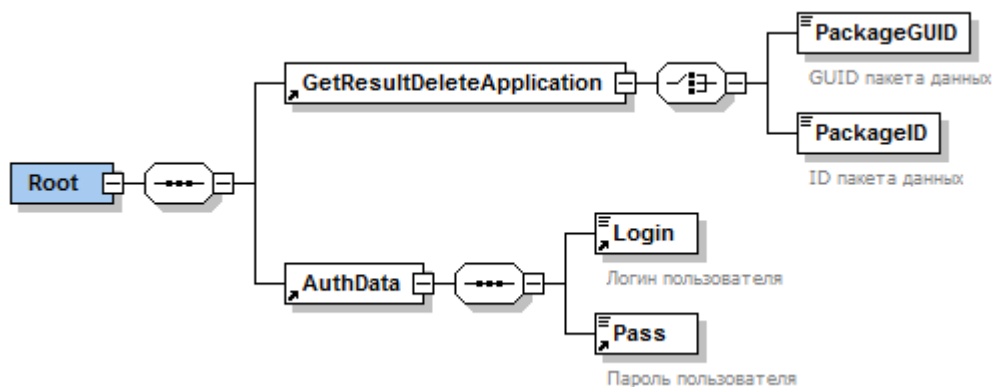 PackageGUID
GUID пакета данных
GetResultDeleteApplication
PackageID
ID пакета данных
Root
Login
Логин пользователя
AuthData
Pass
Пароль пользователя